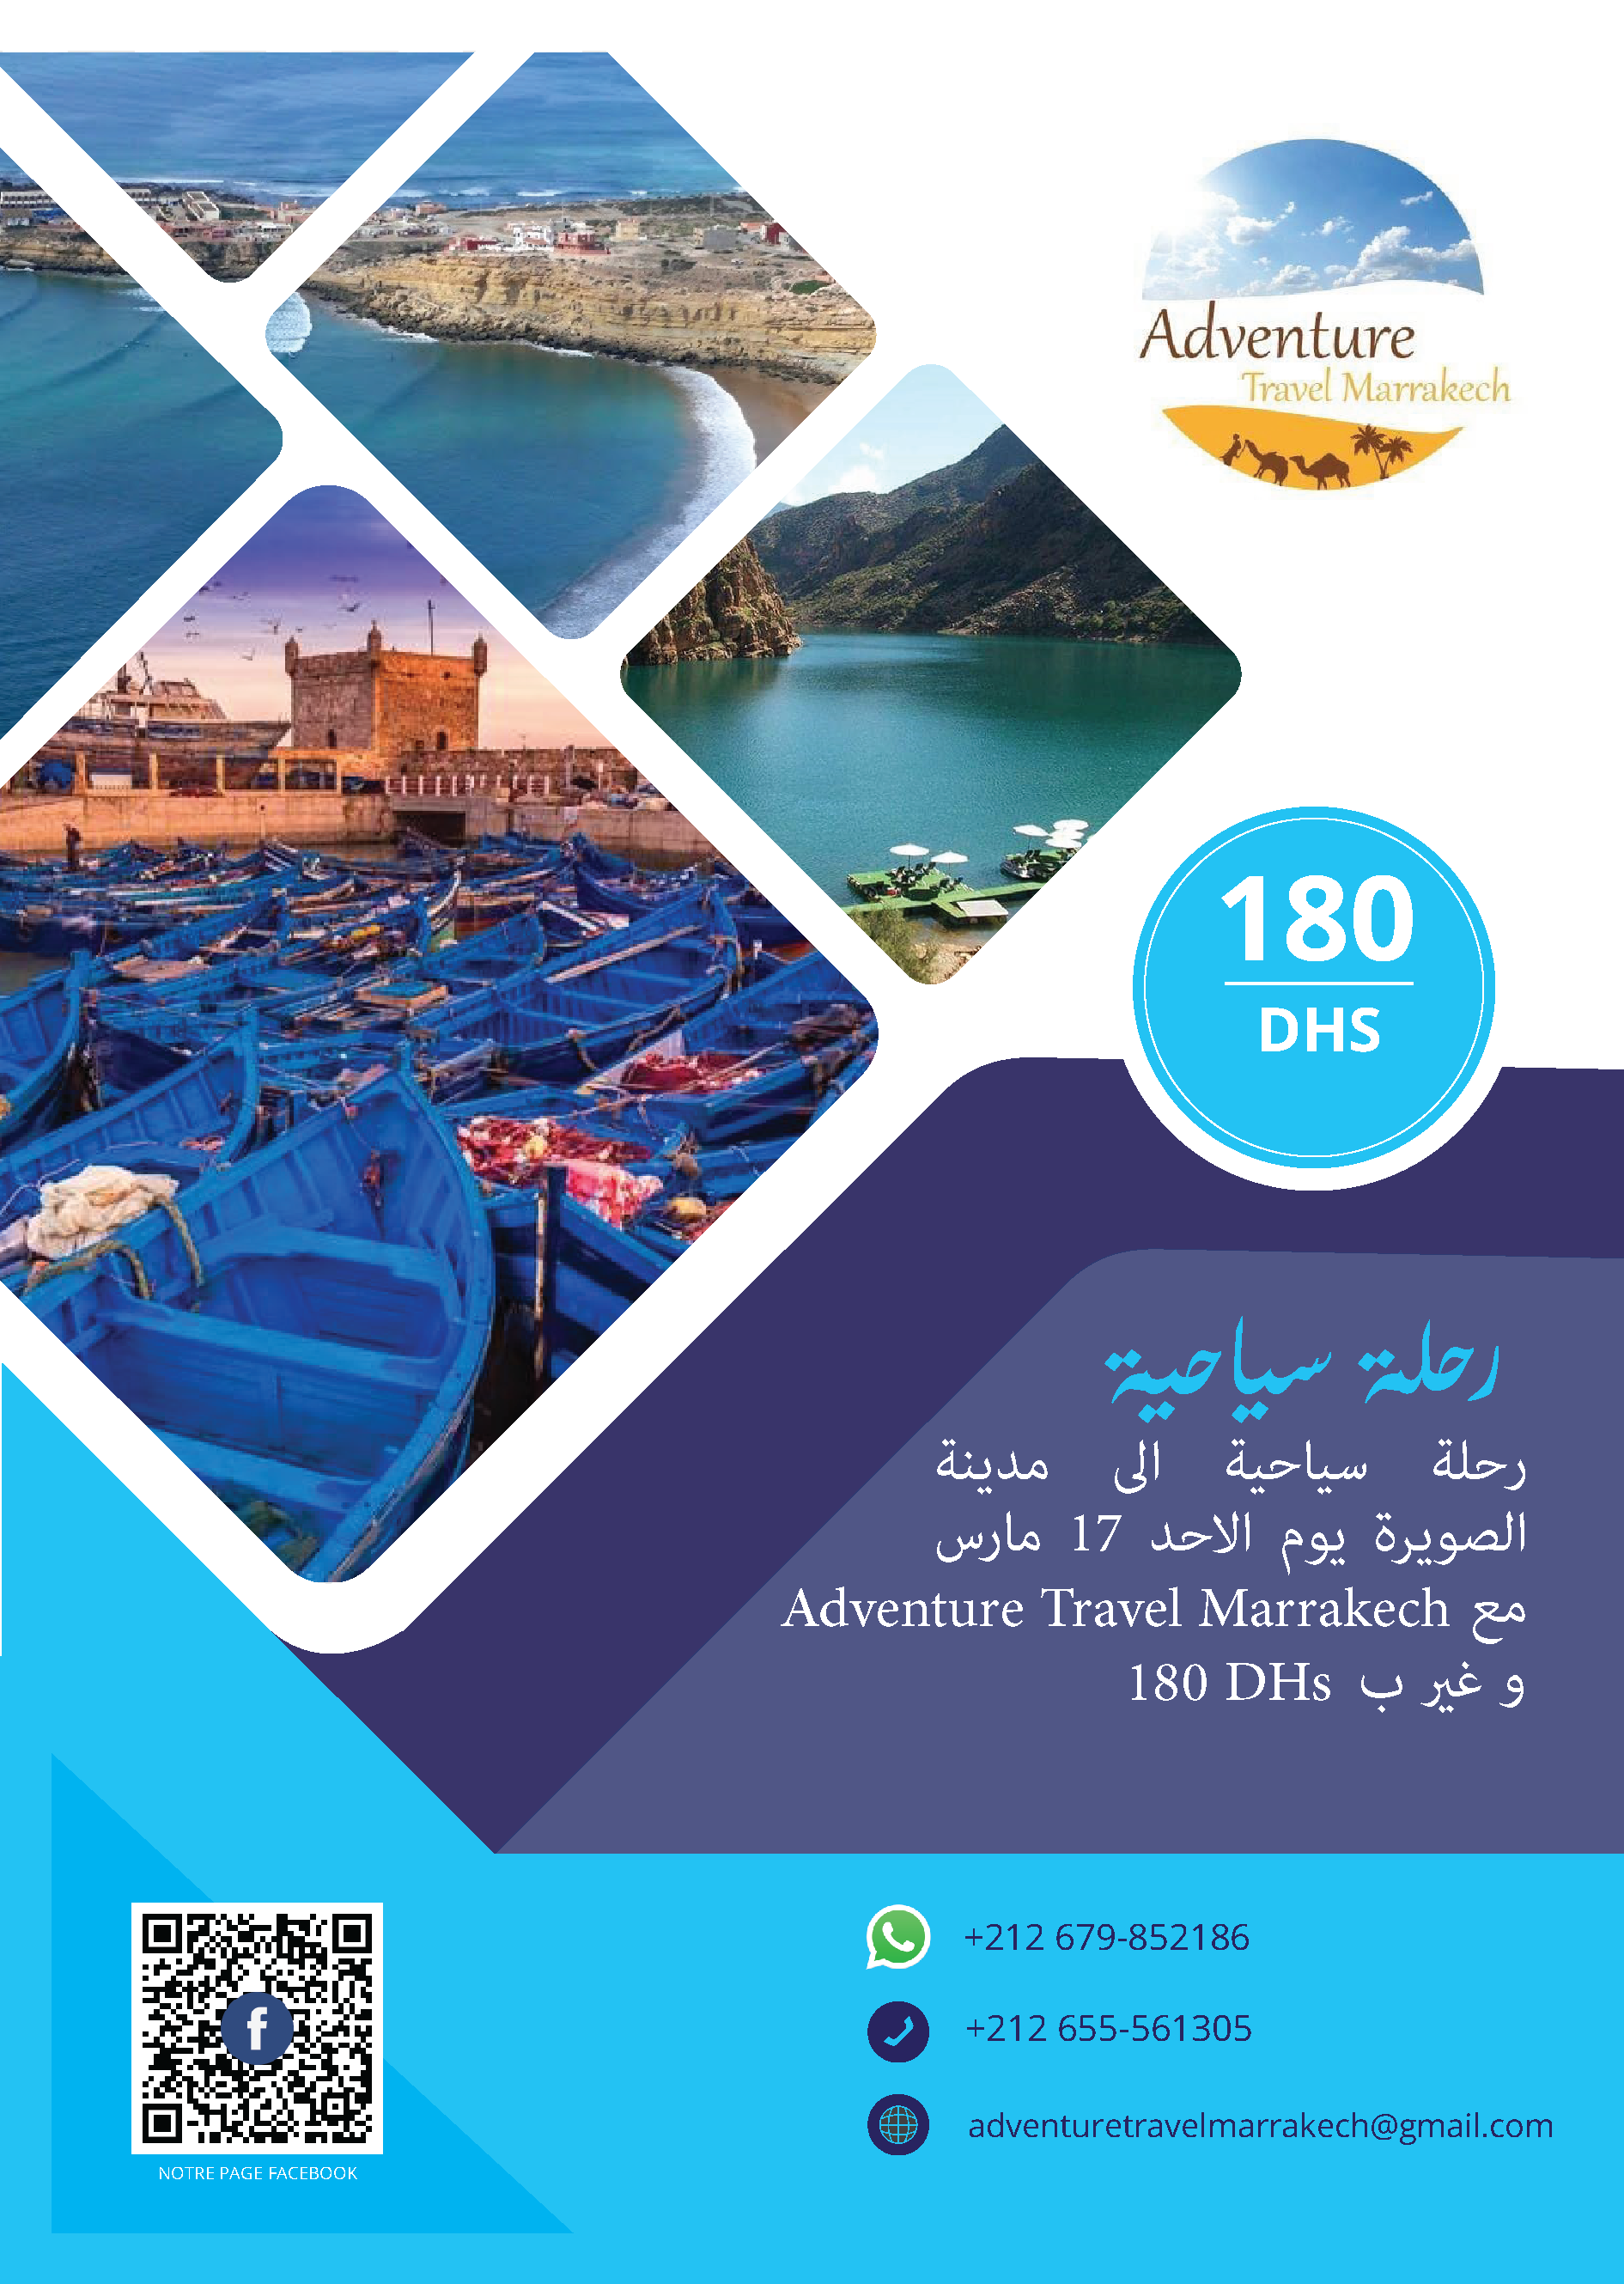 Adventure
Travel Marrakech
180
DHS
رحلة سياحية
رحلة سياحية الى مدينة
الصويرة يوم الاحد 17 مارس
مع Adventure Travel Marrakech
و غير ب 180 DHs
+212 679-852186
+212 655-561305
adventuretravelmarrakech@gmail.com
f
NOTRE PAGE FACEBOOK